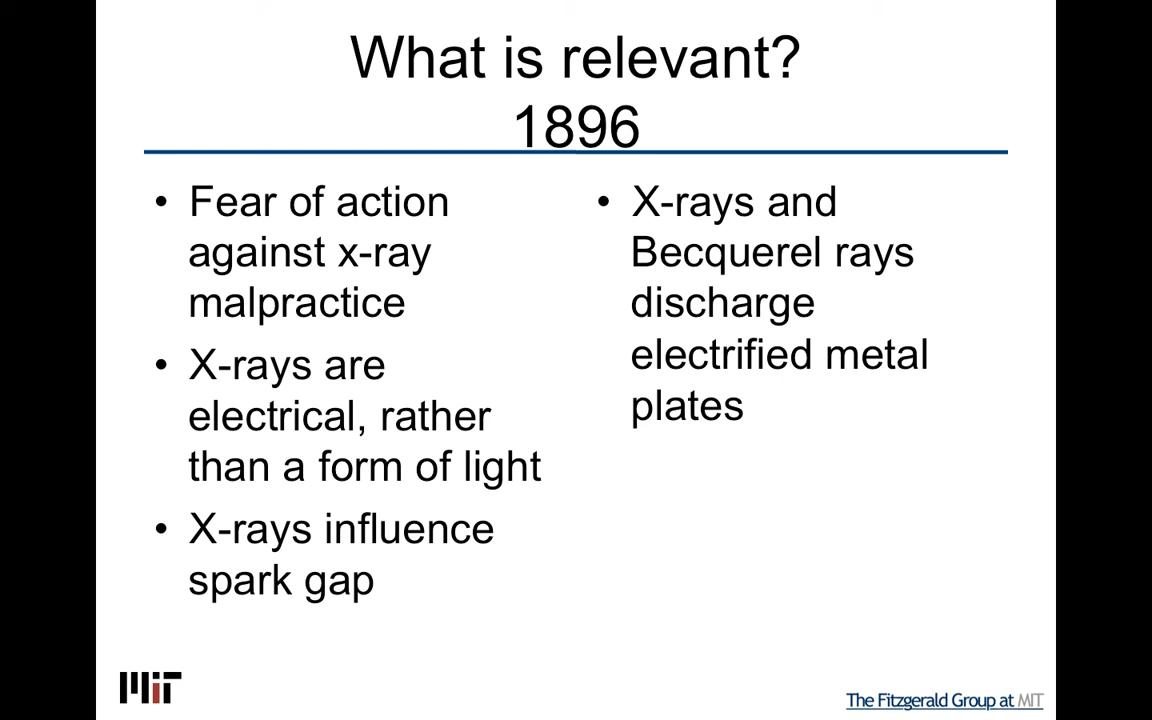 What is relevant?
1896
• Fear of action
against x-ray
malpractice
• X-rays are
electrical, rather
than a form of light
• X-rays influence
spark gap
• X-rays and
Becquerel rays
discharge
electrified metal
plates
MIT
The Fitzgerald Group at MIT